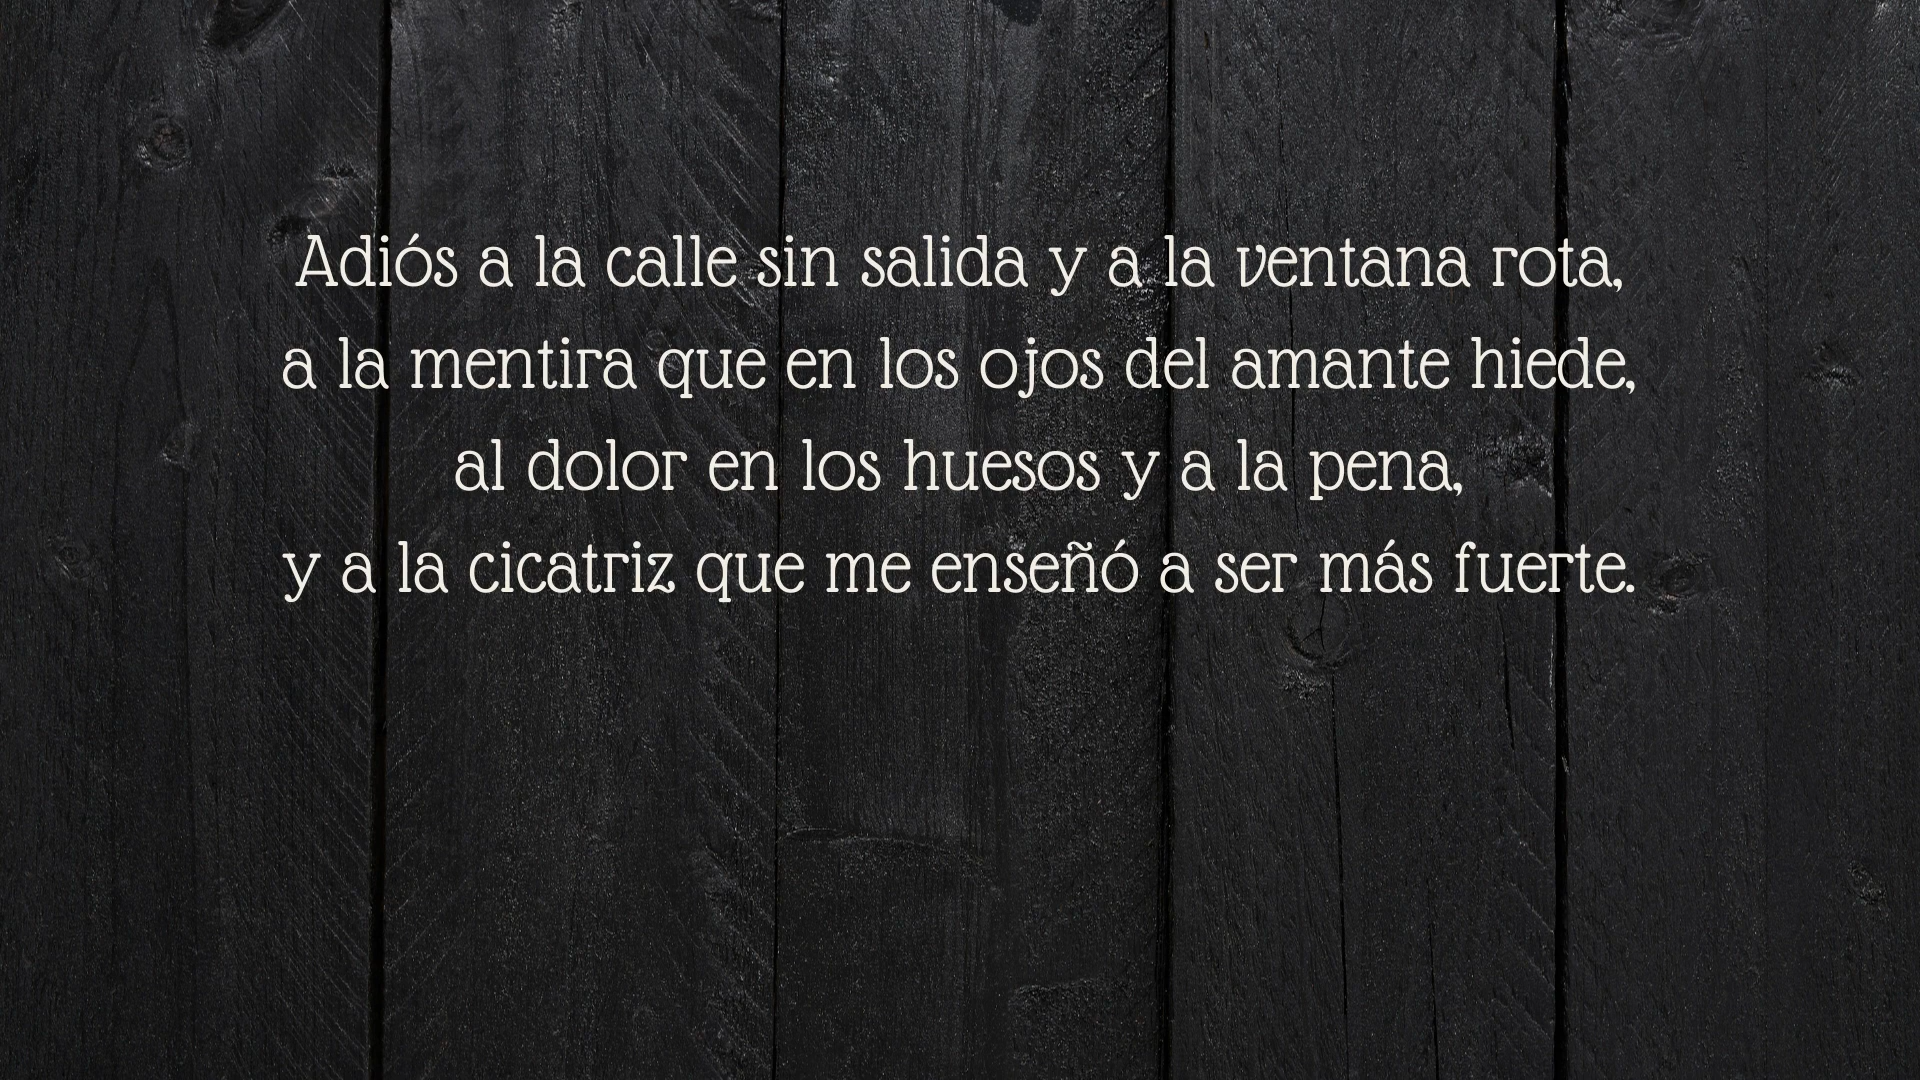 Adiós a la calle sin salida y a la ventana rota,
a la mentira que en los ojos del amante hiede,
al dolor en los huesos y a la pena,
y a la cicatriz que me enseñó a ser más fuerte.